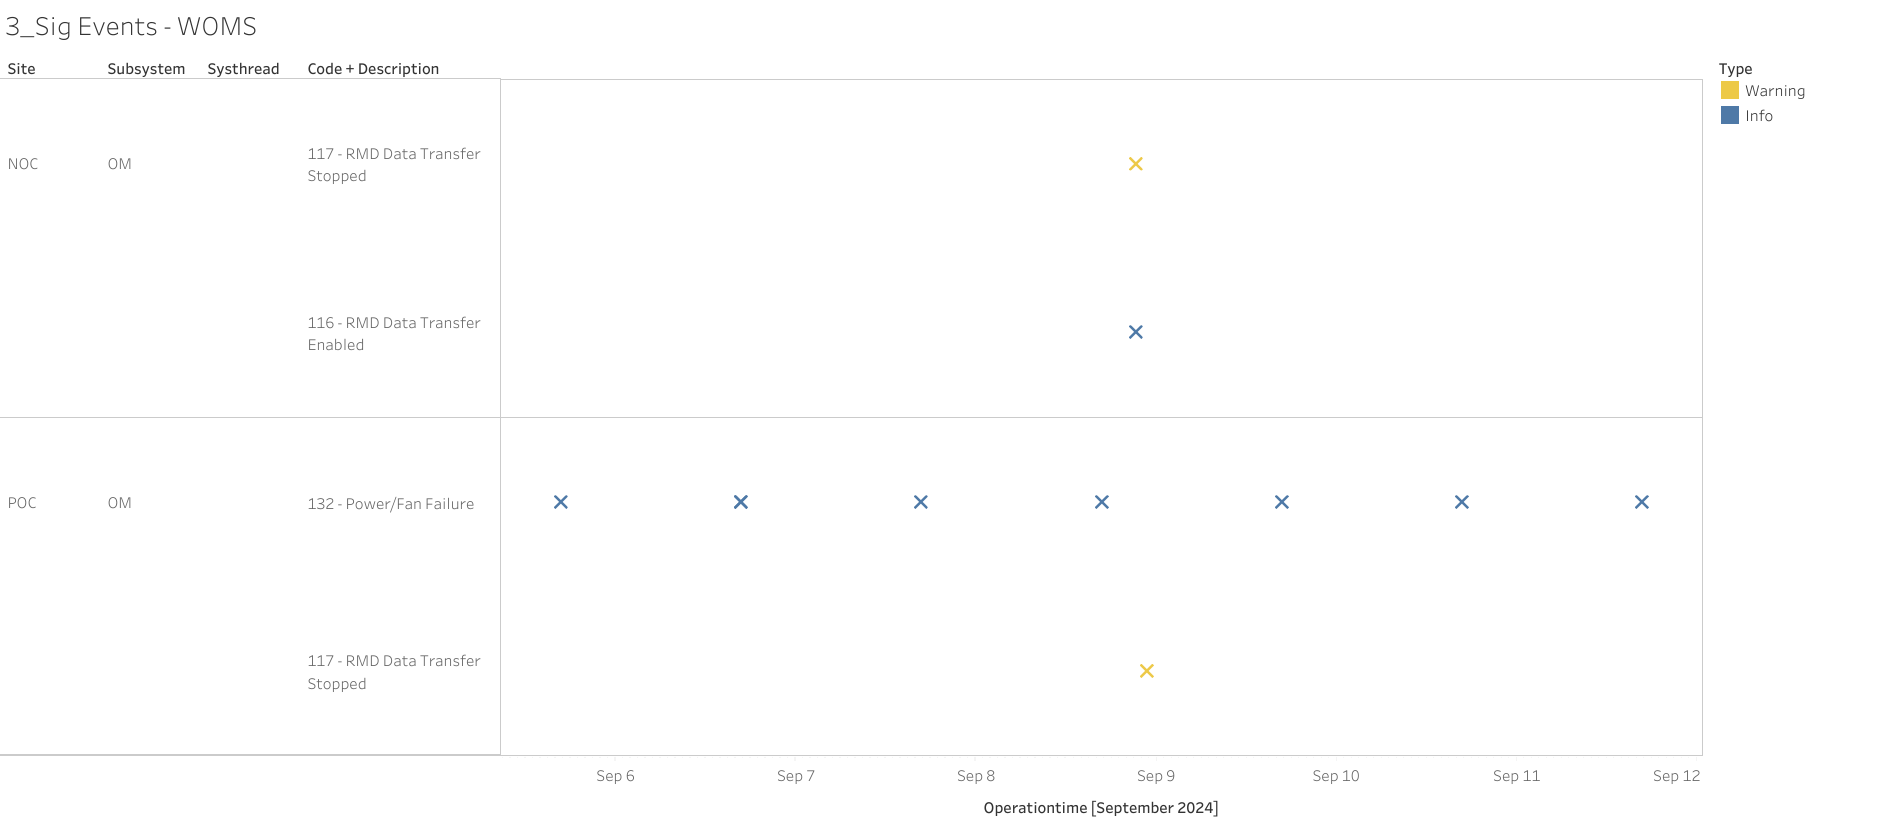 3_Sig Events - WOMS
Site Subsystem Systhread Code + Description
Type
Warning
Info
NOC OM 117 - RMD Data Transfer
Stopped
116 - RMD Data Transfer
Enabled
POC OM 132 - Power/Fan Failure
117 - RMD Data Transfer
Stopped
Sep 6 Sep 7 Sep 8 Sep 9 Sep 10 Sep 11 Sep 12
Operationtime [September 2024]